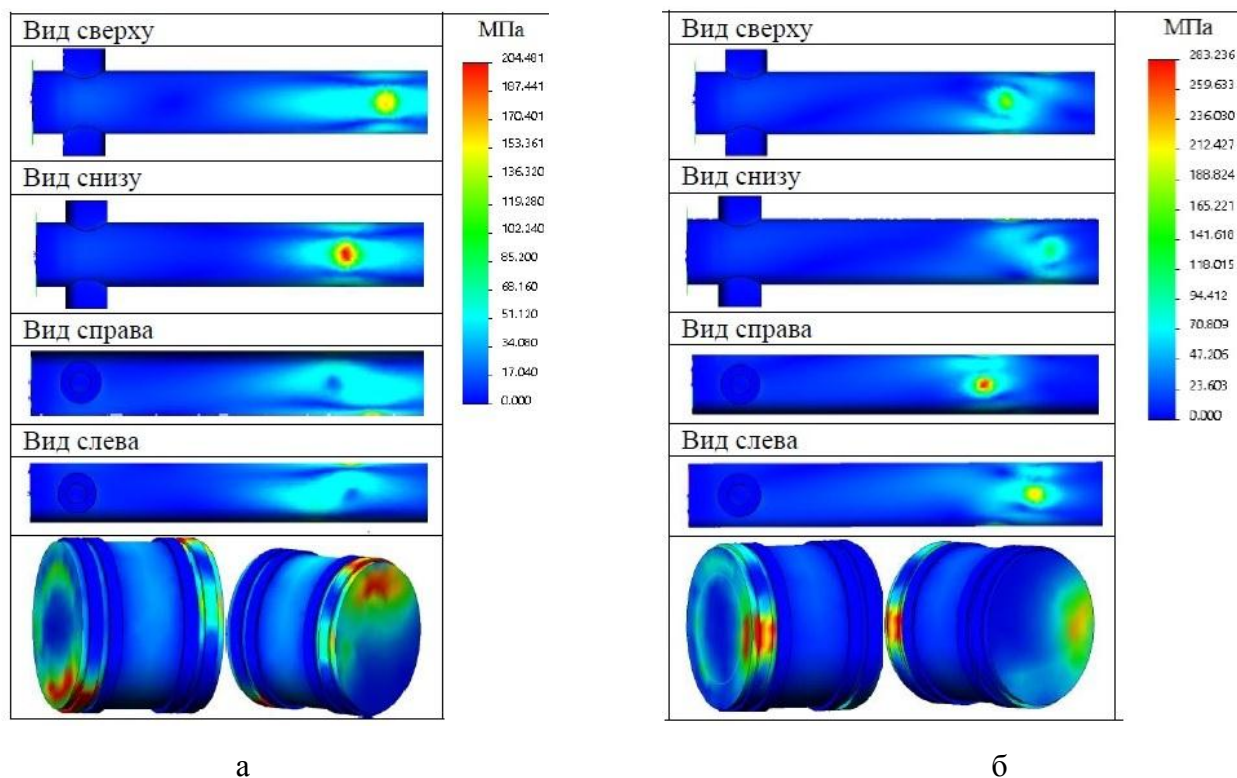 Вид сверху
МПа
204.481
187.441
170.401
153.361
136.320
119.280
102.240
85.200
68.160
51.120
34.080
17.040
0.000
Вид снизу
Вид справа
Вид слева
а
Вид сверху
МПа
283.236
259.633
236.030
212.427
188.824
165.221
141.618
118.015
94.412
70.809
47.206
23.603
0.000
Вид снизу
Вид справа
Вид слева
б